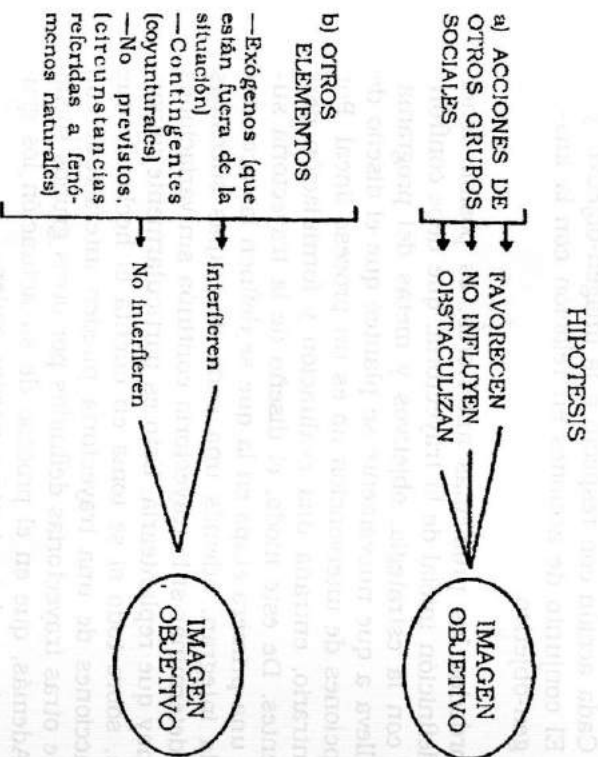 HIPOTESIS
a) ACCIONES DE
OTROS GRUPOS
SOCIALES
FAVORECEN
NO INFLUYEN
OBSTACULIZAN
IMAGEN
OBJETIVO
b) OTROS
ELEMENTOS
—Exógenos (que
están fuera de la
situación)
—Contingentes
(coyunturales)
—No previstos,
(circunstancias
referidas a fenó-
menos naturales)
Interfieren
No interfieren
IMAGEN
OBJETIVO